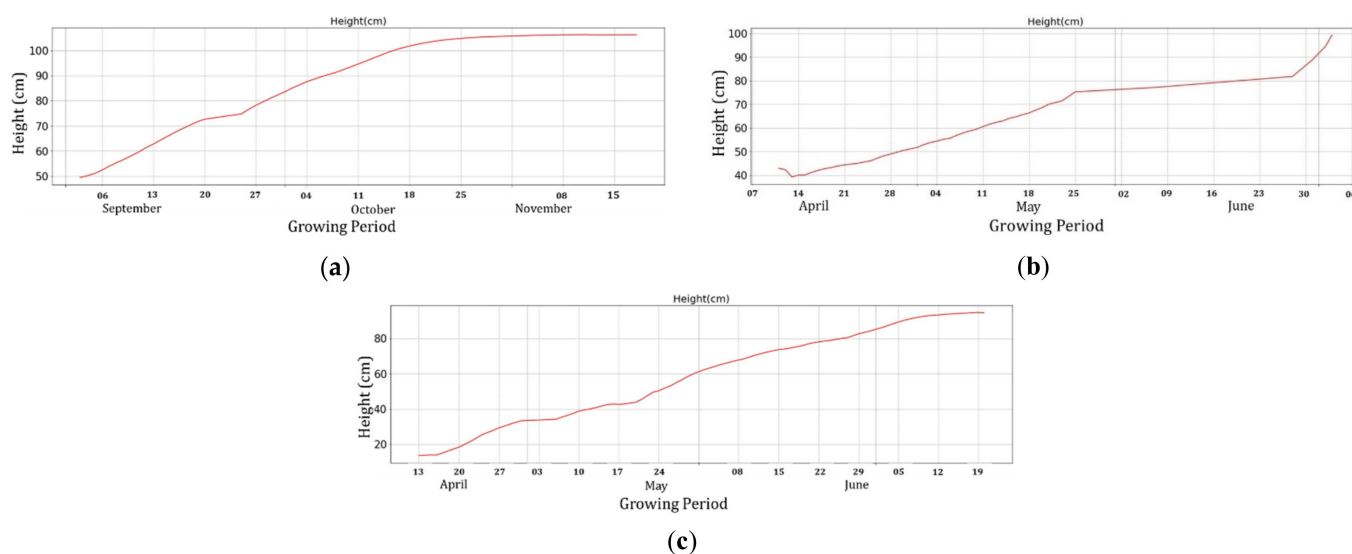 Height(cm)
100
90
80
70
60
50
Height (cm)
06 13 20 27 04 11 18 25 08 15
September October November
Growing Period
(a)
Height(cm)
100
90
80
70
60
50
40
Height (cm)
07 14 21 28 04 11 18 25 02 09 16 23 30
April May June
Growing Period
(b)
Height(cm)
80
60
40
20
Height (cm)
13 20 27 03 10 17 24 08 15 22 29 05 12 19
April May June
Growing Period
(c)